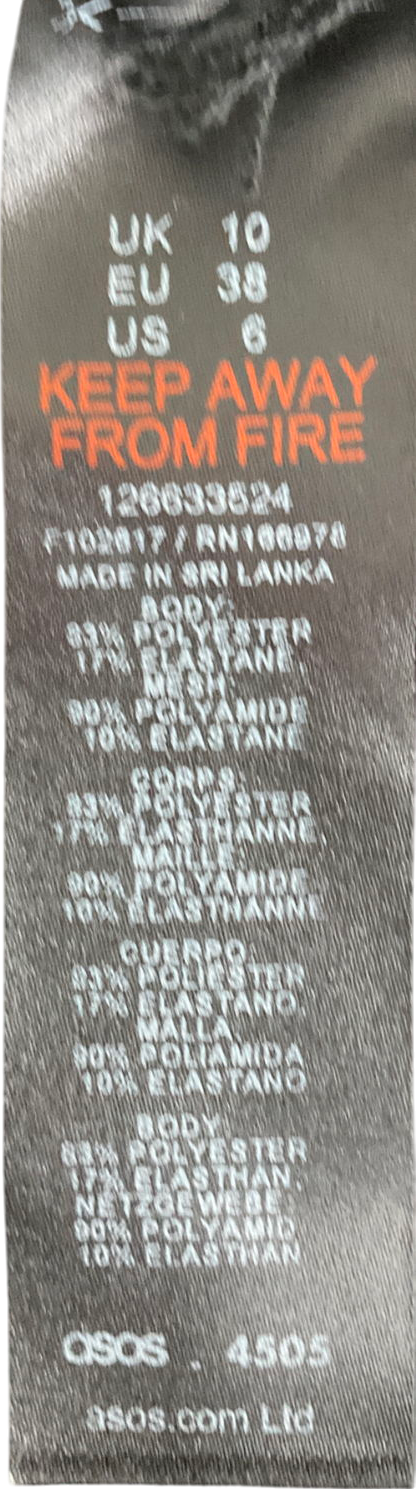 UK 10
EU 38
US 6
KEEP AWAY
FROM FIRE
126633524
MADE IN SRI LANKA
BODY:
83% POLYESTER
17% ELASTANE.
MESH:
90% POLYAMIDE
10% ELASTANE
CORPS:
83% POLYESTER
17% ELASTHANNE.
MAILLE:
90% POLYAMIDE
10% ELASTHANNE
CUERPO:
83% POLIESTER
17% ELASTANO.
MALLA:
90% POLIAMIDA
10% ELASTANO
BODY:
83% POLYESTER
17% ELASTHAN.
NETZGEWEBE:
90% POLYAMID
10% ELASTHAN
asos . 4505
asos.com Ltd